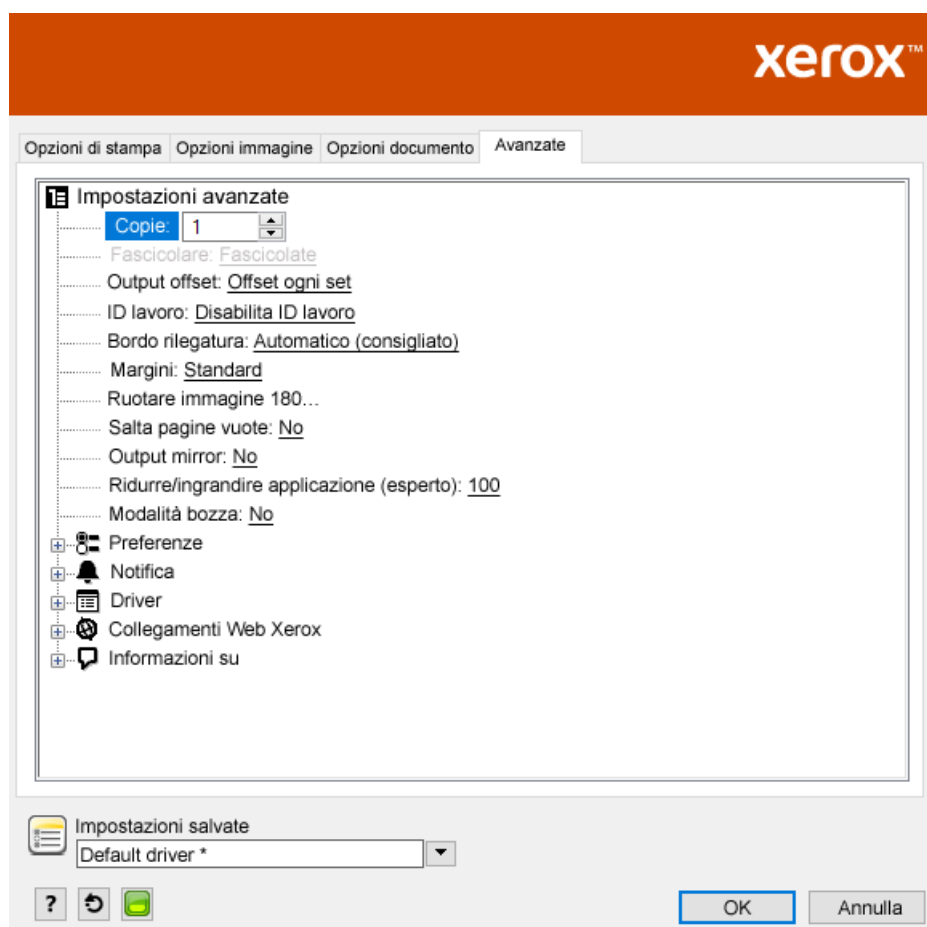 xerox™
Opzioni di stampa Opzioni immagine Opzioni documento Avanzate
Impostazioni avanzate
Copie: 1
Fascicolare: Fascicolate
Output offset: Offset ogni set
ID lavoro: Disabilita ID lavoro
Bordo rilegatura: Automatico (consigliato)
Margini: Standard
Ruotare immagine 180...
Salta pagine vuote: No
Output mirror: No
Ridurre/ingrandire applicazione (esperto): 100
Modalità bozza: No
Preferenze
Notifica
Driver
Collegamenti Web Xerox
Informazioni su
Impostazioni salvate
Default driver *
? OK Annulla